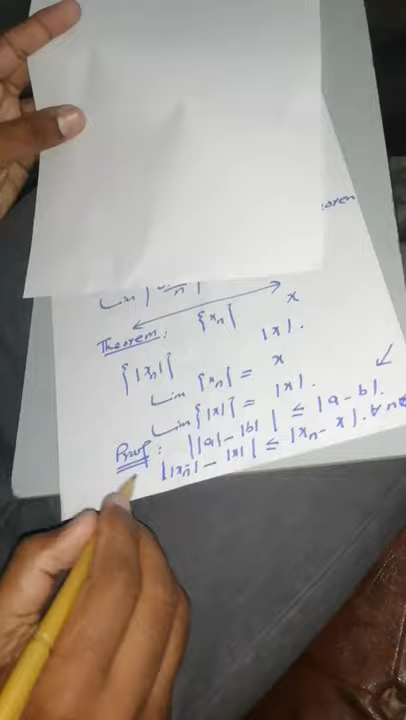 Theorem: {xₙ} x
{|xₙ|} |x|.
Lim {xₙ} = x
Lim {|x|} = |x|.
Proof: ||a| - |b|| ≤ |a - b|.
||xₙ| - |x|| ≤ |xₙ - x|.